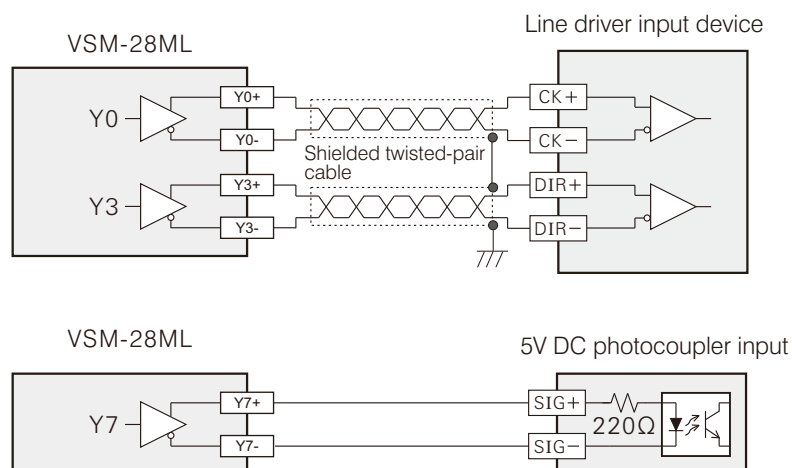 Line driver input device
VSM-28ML
Y0
Y0+
Y0-
Shielded twisted-pair
cable
Y3
Y3+
Y3-
CK+
CK−
DIR+
DIR−
VSM-28ML
5V DC photocoupler input
Y7
Y7+
Y7-
SIG+
220Ω
SIG−